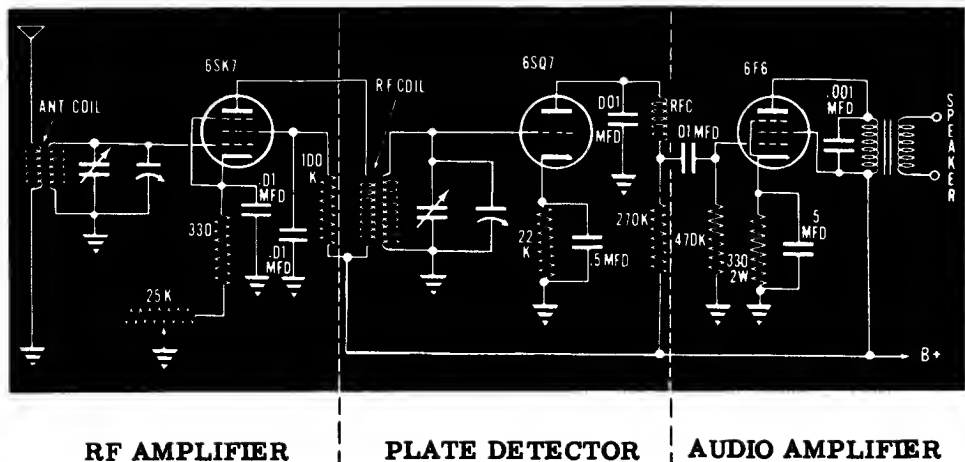 6SK7
ANT COIL
RF COIL
.01
MFD
.01
MFD
100
K
330
25K
6SQ7
.001
MFD
RFC
.01 MFD
22
K
.5 MFD
270K
470K
6F6
.001
MFD
SPEAKER
330
2W
.5
MFD
B+
RF AMPLIFIER
PLATE DETECTOR
AUDIO AMPLIFIER